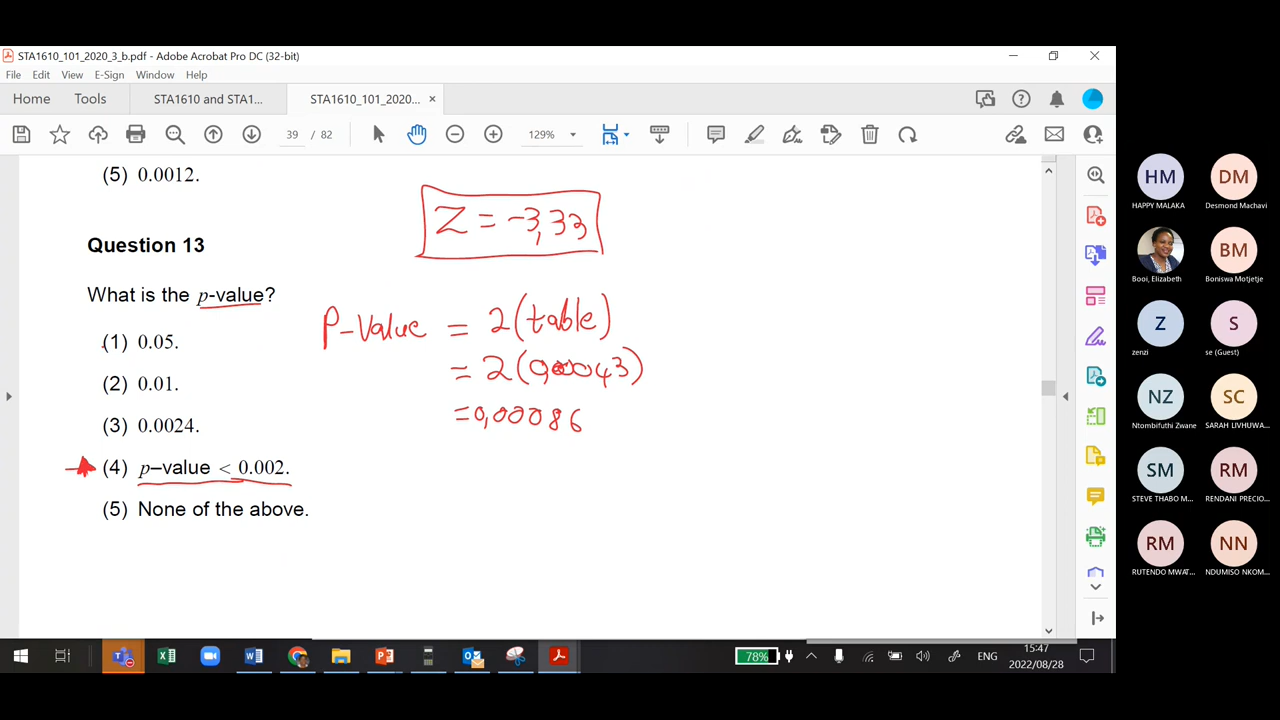 STA1610_101_2020_3_b.pdf - Adobe Acrobat Pro DC (32-bit)
File Edit View E-Sign Window Help
Home Tools STA1610 and STA1... STA1610_101_2020... ×
39 / 82 129%
(5) 0.0012.
Z = -3,33
Question 13
What is the p-value?
P-Value = 2(table)
(1) 0.05.
= 2(0,00043)
(2) 0.01.
= 0,00086
(3) 0.0024.
(4) p–value < 0.002.
(5) None of the above.
HM DM
HAPPY MALAKA Desmond Machavi
BM
Booi, Elizabeth Boniswa Motjetje
Z S
zenzi se (Guest)
NZ SC
Ntombifuthi Zwane SARAH LIVHUWA...
SM RM
STEVE THABO M... RENDANI PRECIO...
RM NN
RUTENDO MWAT... NDUMISO NKOM...
78% ENG 15:47
2022/08/28